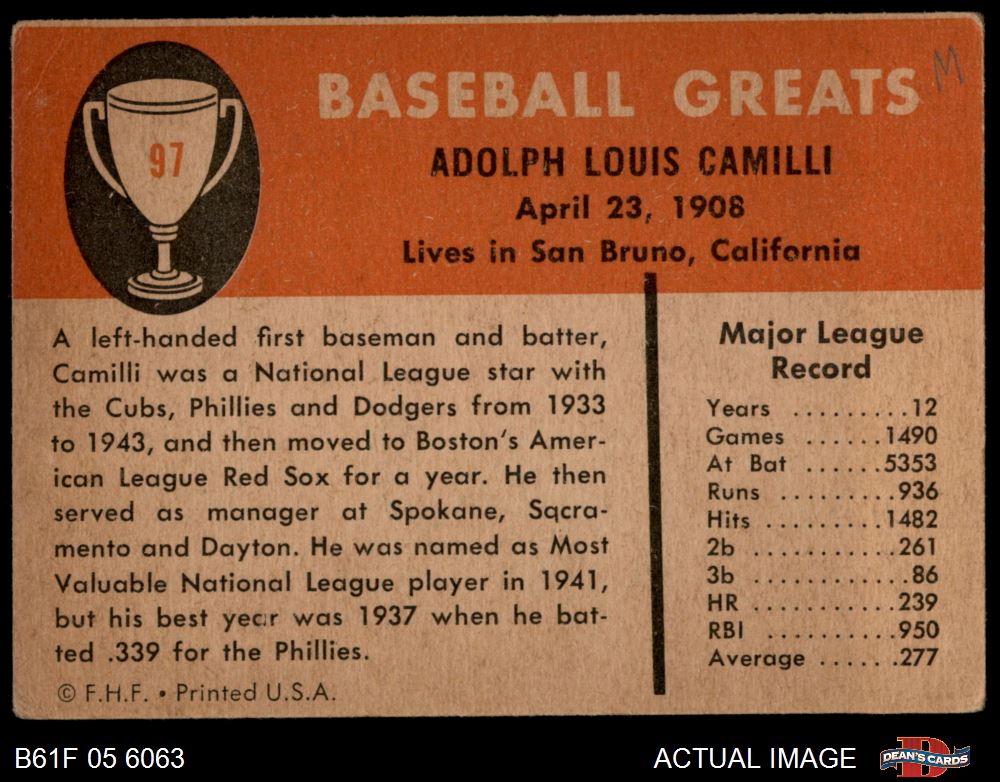 97
BASEBALL GREATS M
ADOLPH LOUIS CAMILLI
April 23, 1908
Lives in San Bruno, California
A left-handed first baseman and batter,
Camilli was a National League star with
the Cubs, Phillies and Dodgers from 1933
to 1943, and then moved to Boston's Amer-
ican League Red Sox for a year. He then
served as manager at Spokane, Sqcra-
mento and Dayton. He was named as Most
Valuable National League player in 1941,
but his best year was 1937 when he bat-
ted .339 for the Phillies.
© F.H.F. • Printed U.S.A.
Major League
Record
Years .........12
Games ......1490
At Bat ......5353
Runs .........936
Hits .........1482
2b ...........261
3b ............86
HR ...........239
RBI ..........950
Average ......277
B61F 05 6063
ACTUAL IMAGE
D
DEAN'S CARDS